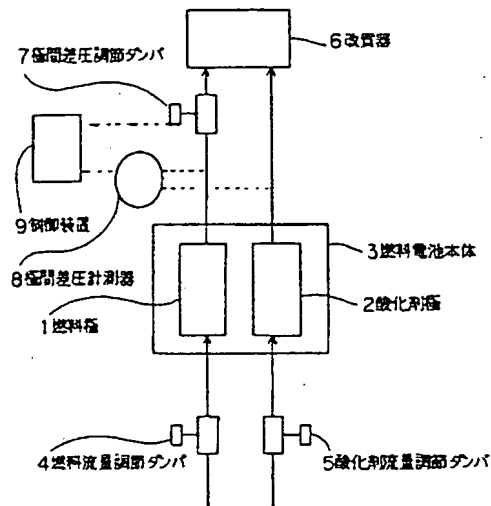 6改質器
7極間差圧調節ダンパ
9制御装置
8極間差圧計測器
3燃料電池本体
2酸化剤極
1燃料極
4燃料流量調節ダンパ
5酸化剤流量調節ダンパ